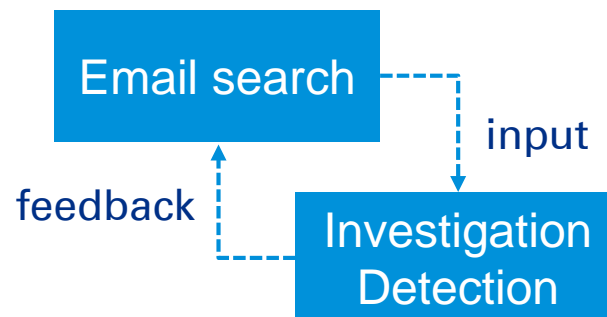 Email search
input
feedback
Investigation
Detection